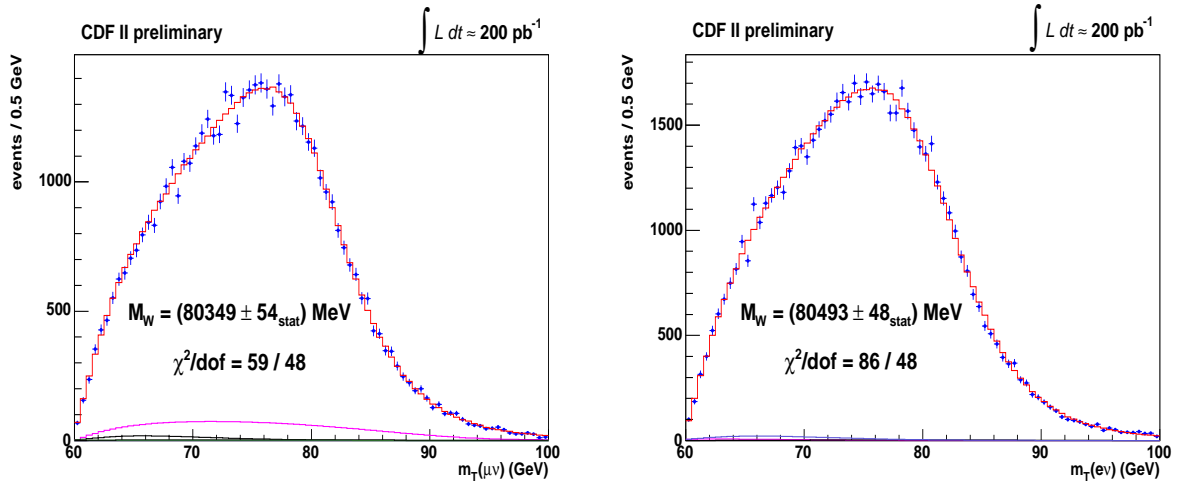 CDF II preliminary
∫ L dt ≈ 200 pb⁻¹
events / 0.5 GeV
1000
500
0
M_W = (80349 ± 54_stat) MeV
χ²/dof = 59 / 48
60 70 80 90 100
m_T(μν) (GeV)
CDF II preliminary
∫ L dt ≈ 200 pb⁻¹
events / 0.5 GeV
1500
1000
500
0
M_W = (80493 ± 48_stat) MeV
χ²/dof = 86 / 48
60 70 80 90 100
m_T(eν) (GeV)